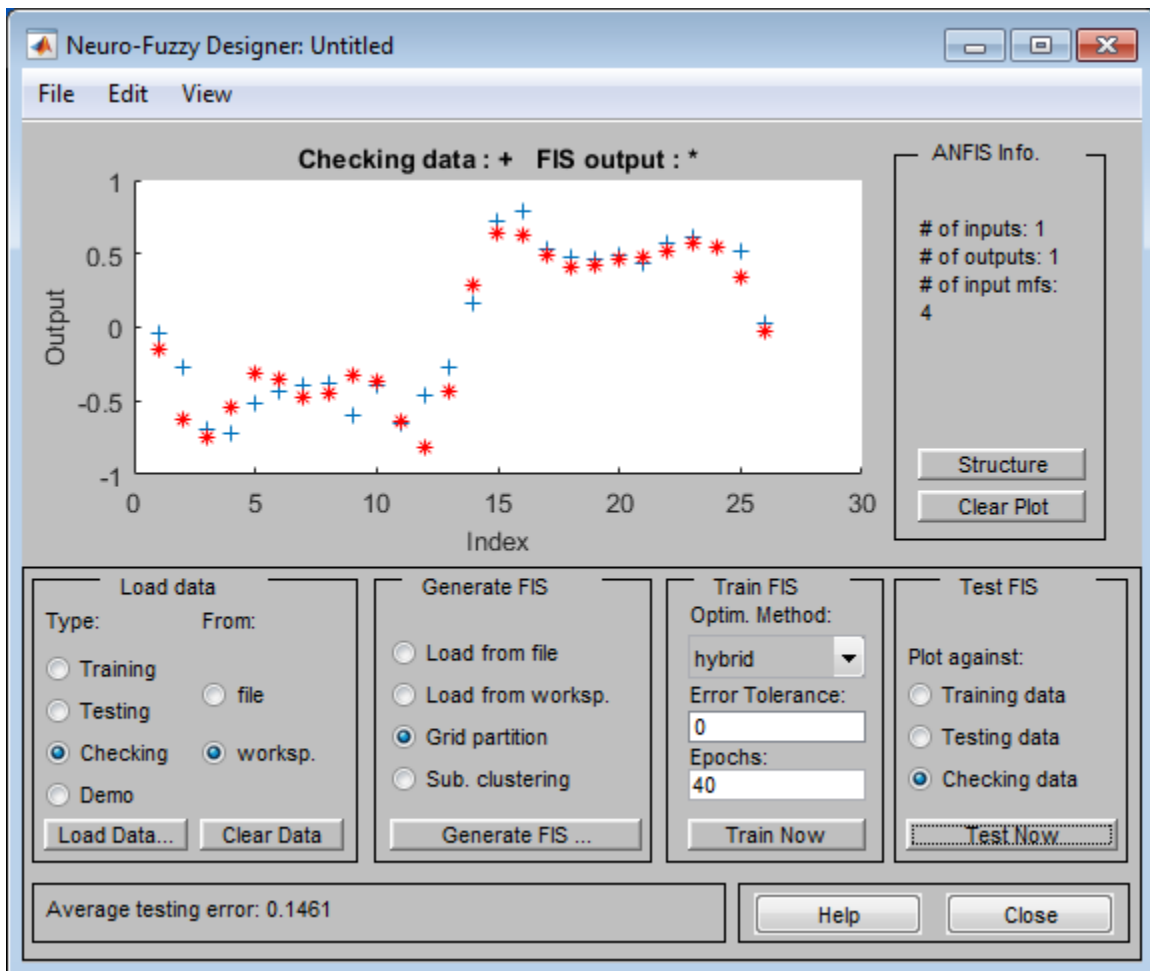 Neuro-Fuzzy Designer: Untitled
File Edit View
Checking data : + FIS output : *
1
0.5
0
-0.5
-1
Output
0 5 10 15 20 25 30
Index
ANFIS Info.
# of inputs: 1
# of outputs: 1
# of input mfs:
4
Structure
Clear Plot
Load data
Type: From:
Training
Testing
Checking
Demo
file
worksp.
Load Data... Clear Data
Generate FIS
Load from file
Load from worksp.
Grid partition
Sub. clustering
Generate FIS ...
Train FIS
Optim. Method:
hybrid
Error Tolerance:
0
Epochs:
40
Train Now
Test FIS
Plot against:
Training data
Testing data
Checking data
Test Now
Average testing error: 0.1461
Help Close